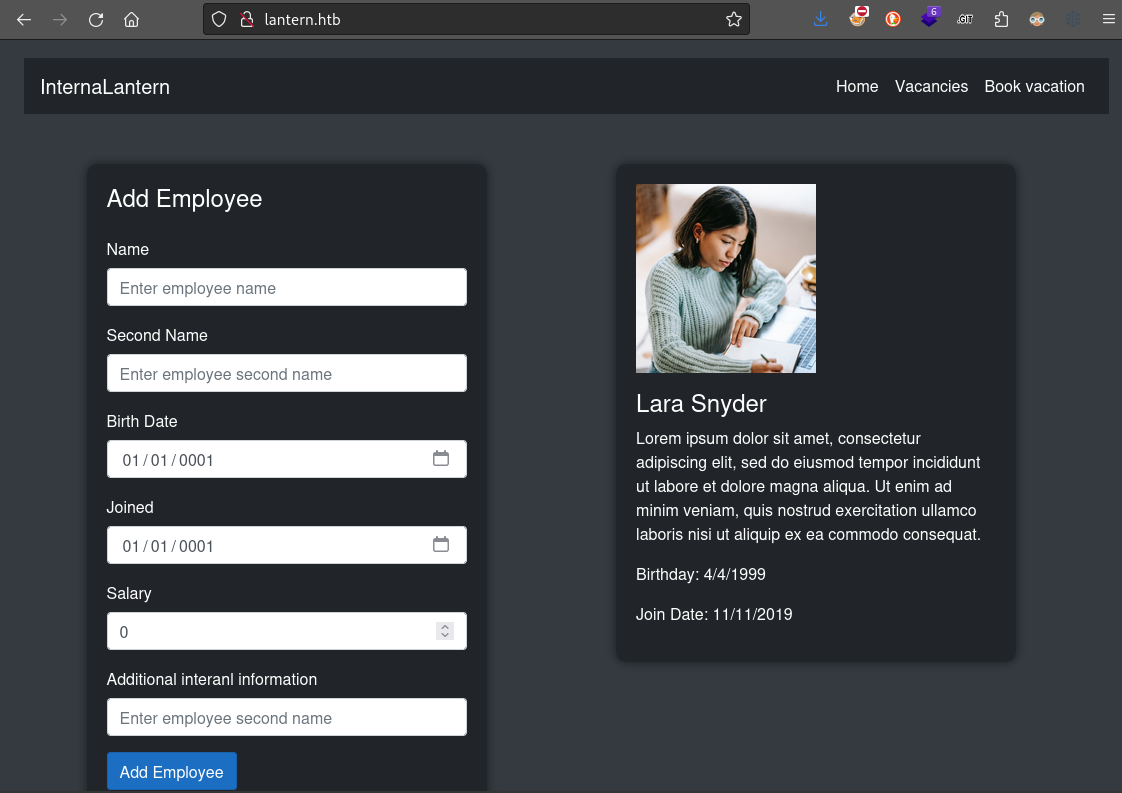 lantern.htb
6
.GIT
InternaLantern
Home
Vacancies
Book vacation
Add Employee
Name
Enter employee name
Second Name
Enter employee second name
Birth Date
01/01/0001
Joined
01/01/0001
Salary
0
Additional interanl information
Enter employee second name
Add Employee
Lara Snyder
Lorem ipsum dolor sit amet, consectetur
adipiscing elit, sed do eiusmod tempor incididunt
ut labore et dolore magna aliqua. Ut enim ad
minim veniam, quis nostrud exercitation ullamco
laboris nisi ut aliquip ex ea commodo consequat.
Birthday: 4/4/1999
Join Date: 11/11/2019